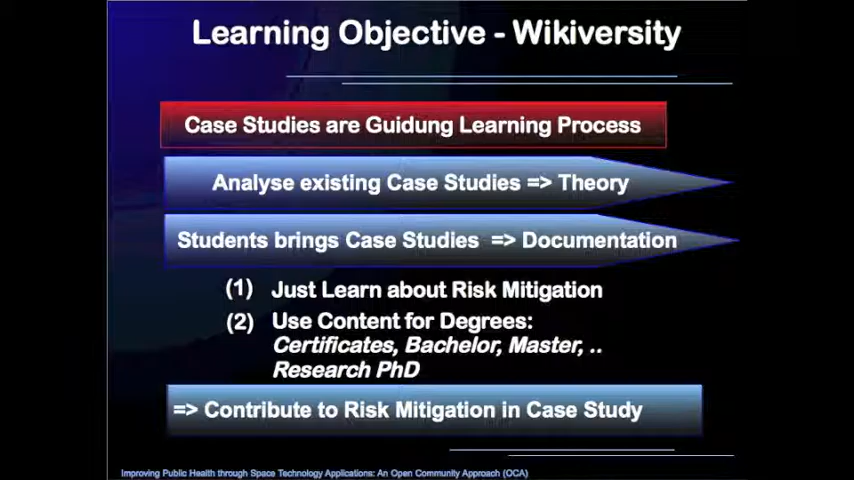 Learning Objective - Wikiversity
Case Studies are Guidung Learning Process
Analyse existing Case Studies => Theory
Students brings Case Studies => Documentation
(1) Just Learn about Risk Mitigation
(2) Use Content for Degrees:
Certificates, Bachelor, Master, ..
Research PhD
=> Contribute to Risk Mitigation in Case Study
Improving Public Health through Space Technology Applications: An Open Community Approach (OCA)